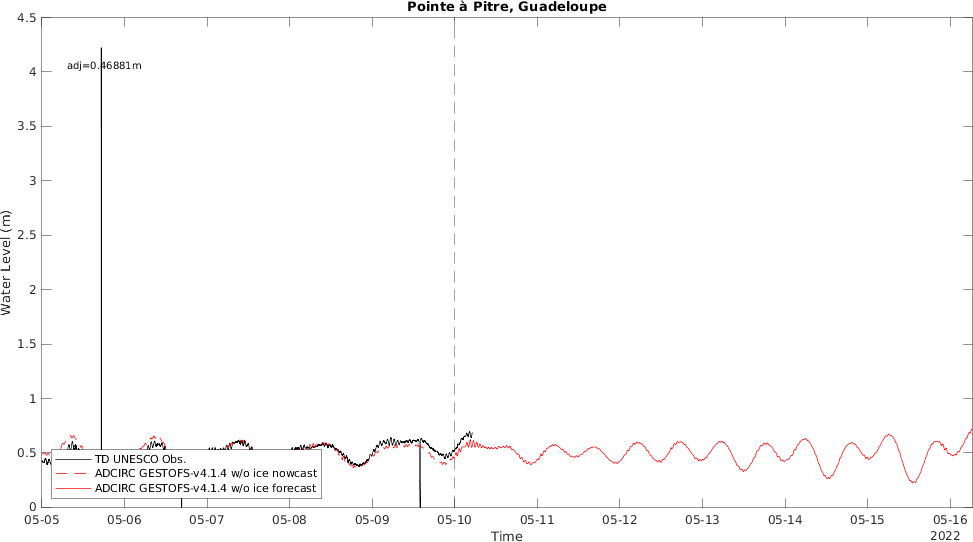 Pointe à Pitre, Guadeloupe
4.5
4
3.5
3
2.5
2
1.5
1
0.5
0
Water Level (m)
adj=0.46881m
TD UNESCO Obs.
ADCIRC GESTOFS-v4.1.4 w/o ice nowcast
ADCIRC GESTOFS-v4.1.4 w/o ice forecast
05-05 05-06 05-07 05-08 05-09 05-10 05-11 05-12 05-13 05-14 05-15 05-16
Time
2022